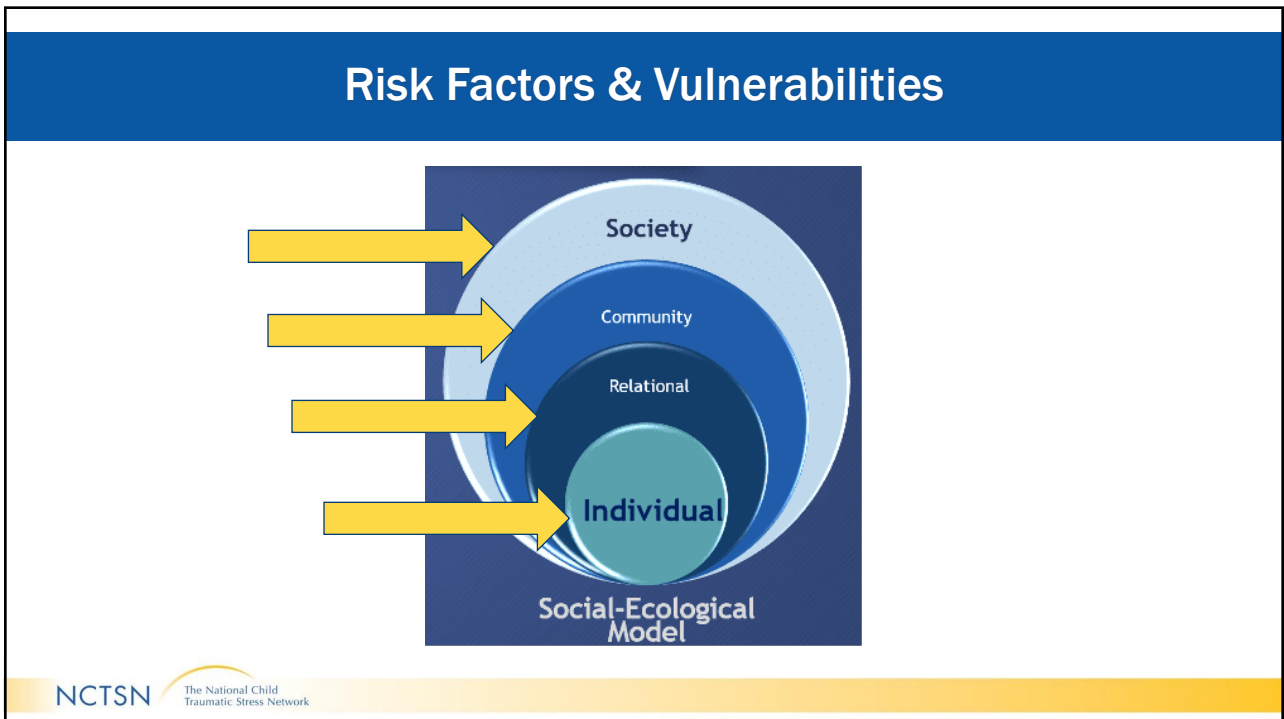 Risk Factors & Vulnerabilities
Society
Community
Relational
Individual
Social-Ecological
Model
NCTSN
The National Child
Traumatic Stress Network